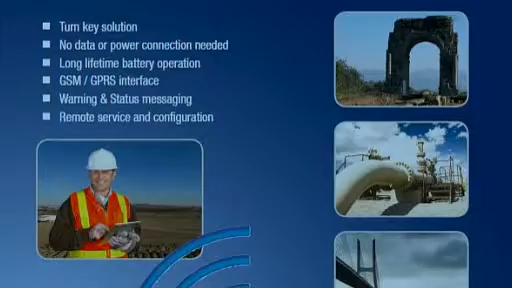 Turn key solution
No data or power connection needed
Long lifetime battery operation
GSM / GPRS interface
Warning & Status messaging
Remote service and configuration